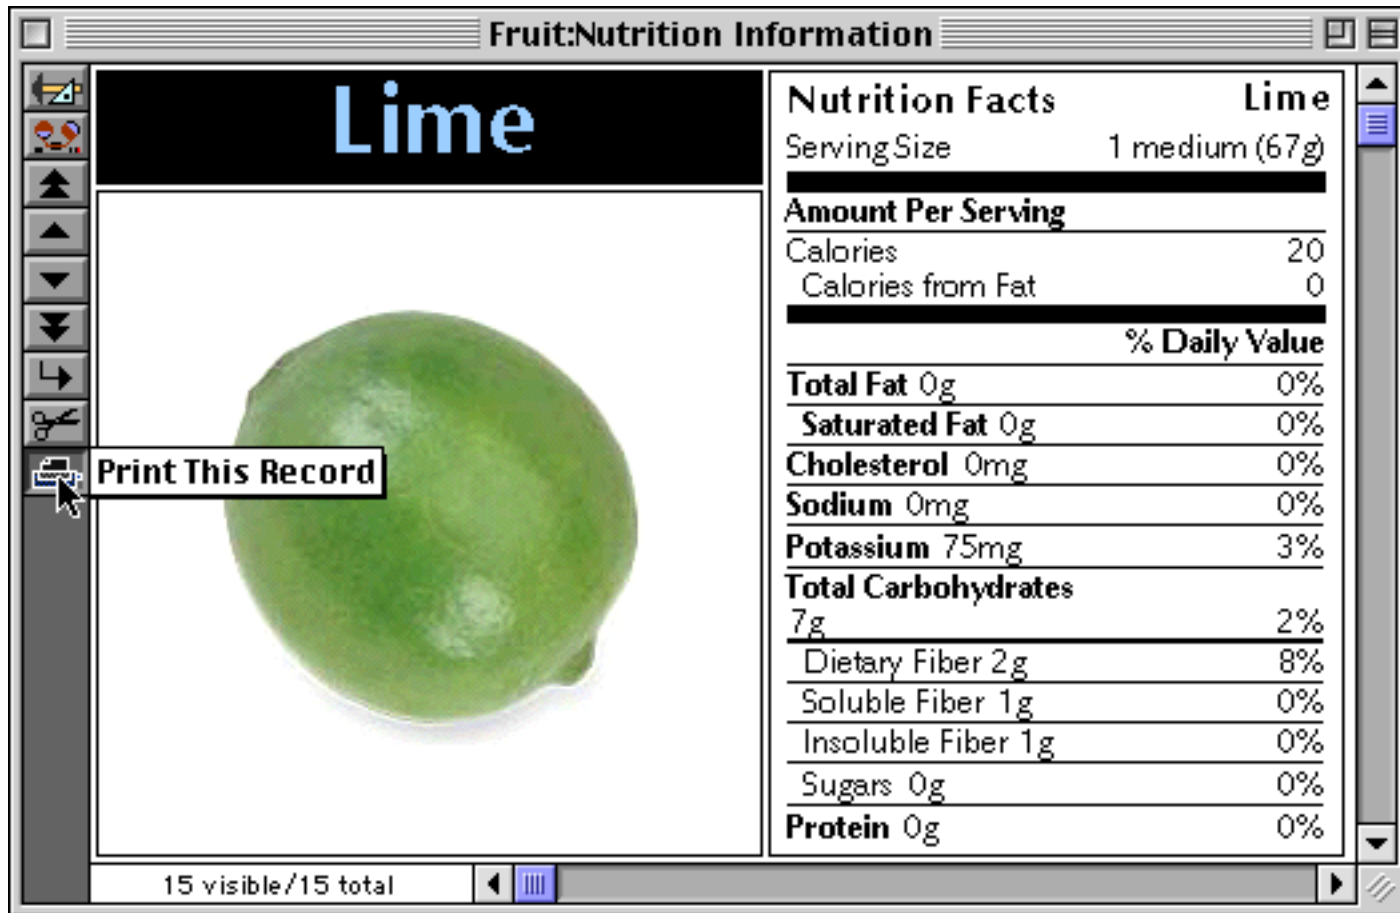 Fruit:Nutrition Information
Lime
Print This Record
Nutrition Facts Lime
Serving Size 1 medium (67g)
Amount Per Serving
Calories 20
Calories from Fat 0
% Daily Value
Total Fat 0g 0%
Saturated Fat 0g 0%
Cholesterol 0mg 0%
Sodium 0mg 0%
Potassium 75mg 3%
Total Carbohydrates
7g 2%
Dietary Fiber 2g 8%
Soluble Fiber 1g 0%
Insoluble Fiber 1g 0%
Sugars 0g 0%
Protein 0g 0%
15 visible/15 total